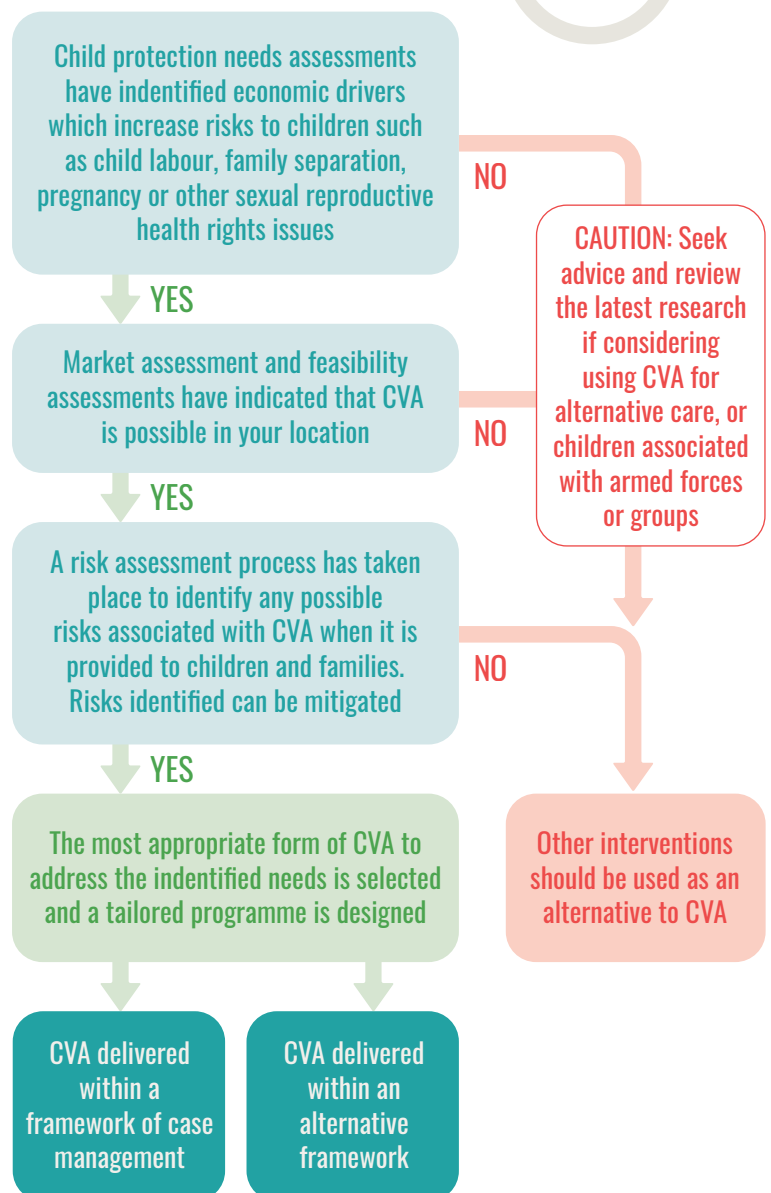 Child protection needs assessments
have indentified economic drivers
which increase risks to children such
as child labour, family separation,
pregnancy or other sexual reproductive
health rights issues
NO
YES
CAUTION: Seek
advice and review
the latest research
if considering
using CVA for
alternative care, or
children associated
with armed forces
or groups
Market assessment and feasibility
assessments have indicated that CVA
is possible in your location
NO
YES
A risk assessment process has taken
place to identify any possible
risks associated with CVA when it is
provided to children and families.
Risks identified can be mitigated
NO
YES
The most appropriate form of CVA to
address the indentified needs is selected
and a tailored programme is designed
Other interventions
should be used as an
alternative to CVA
CVA delivered
within a
framework of case
management
CVA delivered
within an
alternative
framework